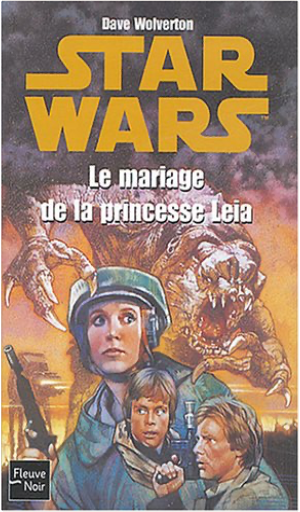 Dave Wolverton
STAR
WARS
Le mariage
de la princesse Leia
Fleuve
Noir